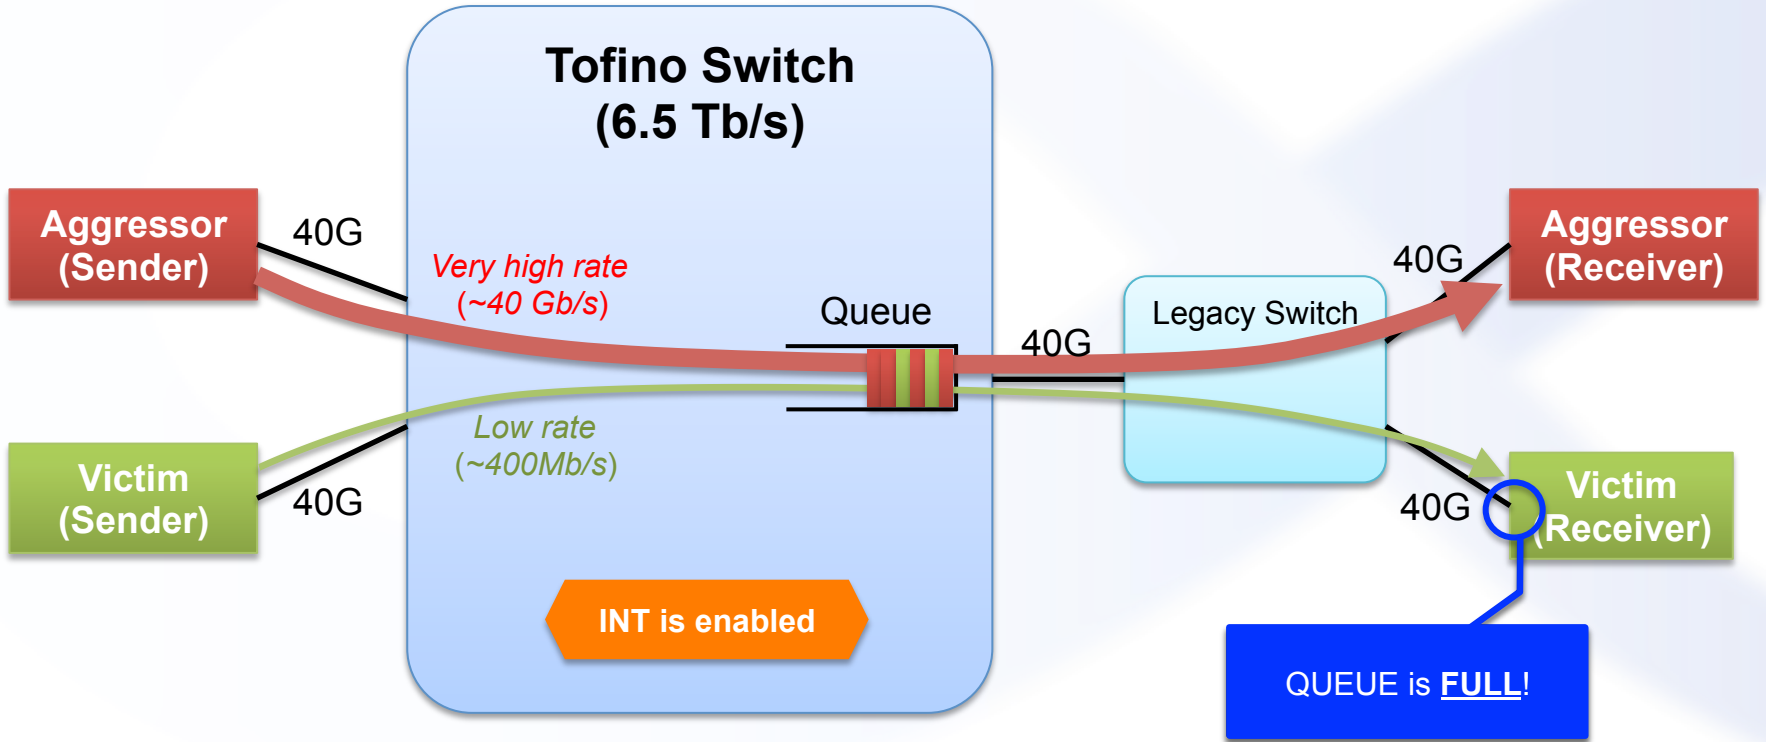 Tofino Switch
(6.5 Tb/s)
Aggressor
(Sender)
40G
Very high rate
(~40 Gb/s)
Queue
40G
Legacy Switch
40G
Aggressor
(Receiver)
Victim
(Sender)
40G
Low rate
(~400Mb/s)
40G
Victim
(Receiver)
INT is enabled
QUEUE is FULL!